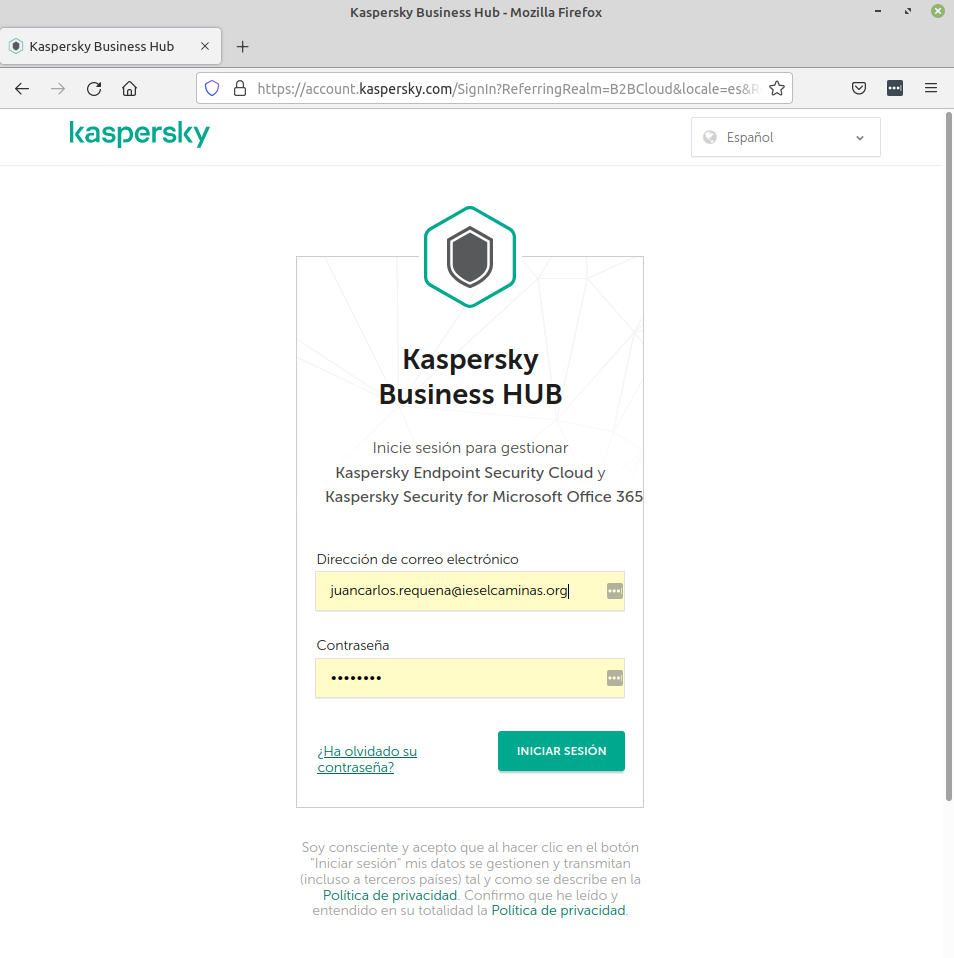 Kaspersky Business Hub - Mozilla Firefox
Kaspersky Business Hub
https://account.kaspersky.com/SignIn?ReferringRealm=B2BCloud&locale=es&R
kaspersky
Español
Kaspersky
Business HUB
Inicie sesión para gestionar
Kaspersky Endpoint Security Cloud y
Kaspersky Security for Microsoft Office 365
Dirección de correo electrónico
juancarlos.requena@ieselcaminas.org
Contraseña
••••••••
¿Ha olvidado su
contraseña?
INICIAR SESIÓN
Soy consciente y acepto que al hacer clic en el botón
"Iniciar sesión" mis datos se gestionen y transmitan
(incluso a terceros países) tal y como se describe en la
Política de privacidad. Confirmo que he leído y
entendido en su totalidad la Política de privacidad.